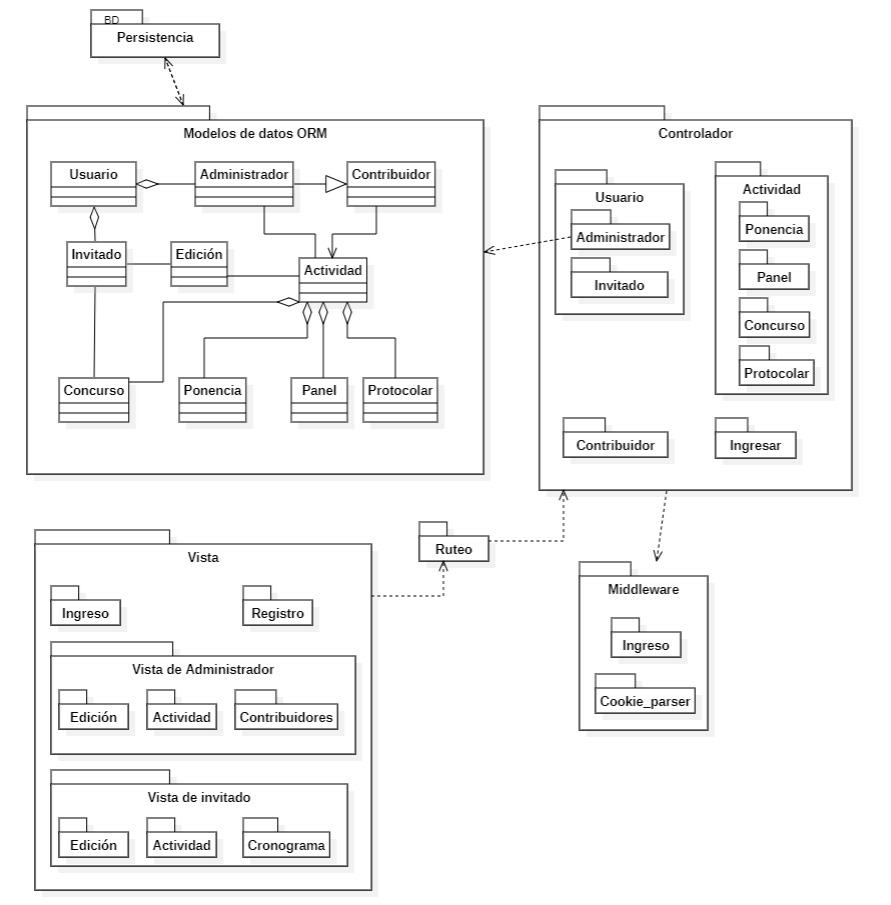 BD
Persistencia
Modelos de datos ORM
Usuario
Administrador
Contribuidor
Invitado
Edición
Actividad
Concurso
Ponencia
Panel
Protocolar
Controlador
Usuario
Administrador
Invitado
Actividad
Ponencia
Panel
Concurso
Protocolar
Contribuidor
Ingresar
Ruteo
Vista
Ingreso
Registro
Vista de Administrador
Edición
Actividad
Contribuidores
Vista de invitado
Edición
Actividad
Cronograma
Middleware
Ingreso
Cookie_parser